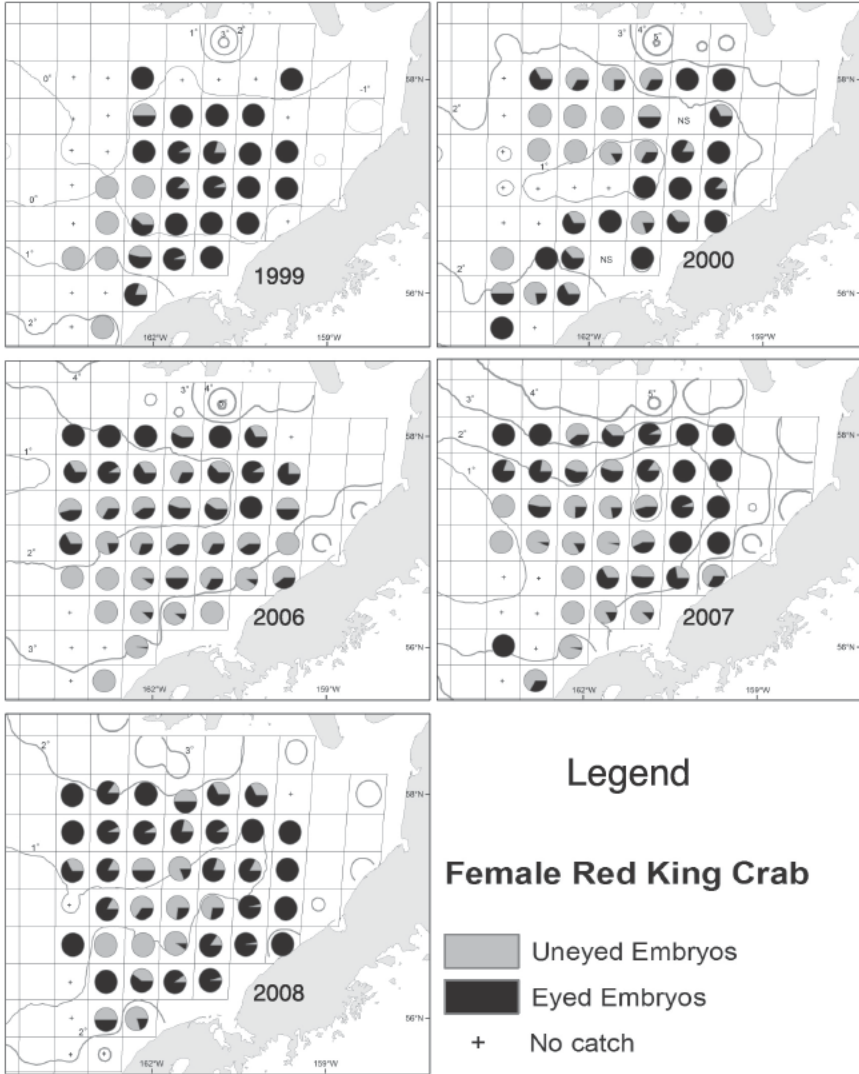 1° 2°
3°
0°
58°N
-1°
0°
1°
1999
56°N
2°
162°W 159°W
3° 4°
5°
58°N
2°
NS
1°
NS
2000
2°
56°N
162°W 159°W
4°
3° 4°
58°N
1°
2°
2006
56°N
3°
162°W 159°W
4° 5°
3°
2°
58°N
1°
2007
56°N
162°W 159°W
2° 3°
58°N
1°
2008
56°N
2°
162°W 159°W
Legend
Female Red King Crab
Uneyed Embryos
Eyed Embryos
+ No catch